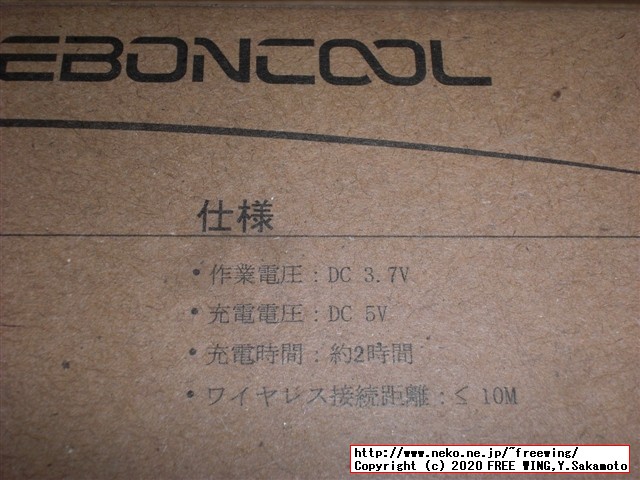 EBONCOOL
仕様
• 作業電圧：DC 3.7V
• 充電電圧：DC 5V
• 充電時間：約2時間
• ワイヤレス接続距離：≤ 10M
http://www.neko.ne.jp/~freewing/
Copyright (c) 2020 FREE WING,Y.Sakamoto